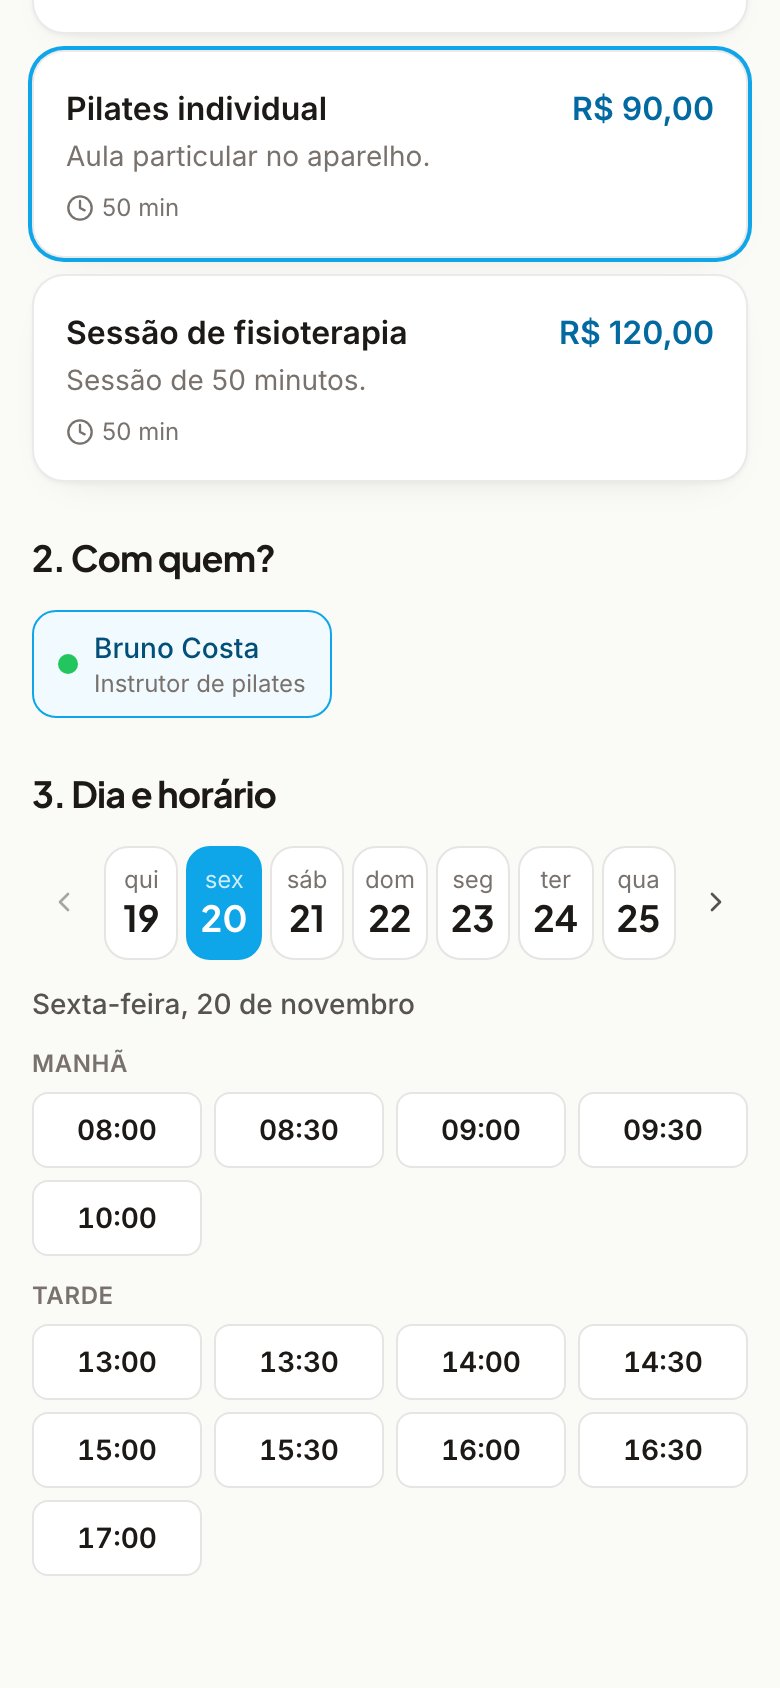 Pilates individual R$ 90,00
Aula particular no aparelho.
50 min
Sessão de fisioterapia R$ 120,00
Sessão de 50 minutos.
50 min
2. Com quem?
Bruno Costa
Instrutor de pilates
3. Dia e horário
qui sex sáb dom seg ter qua
19 20 21 22 23 24 25
Sexta-feira, 20 de novembro
MANHÃ
08:00 08:30 09:00 09:30
10:00
TARDE
13:00 13:30 14:00 14:30
15:00 15:30 16:00 16:30
17:00